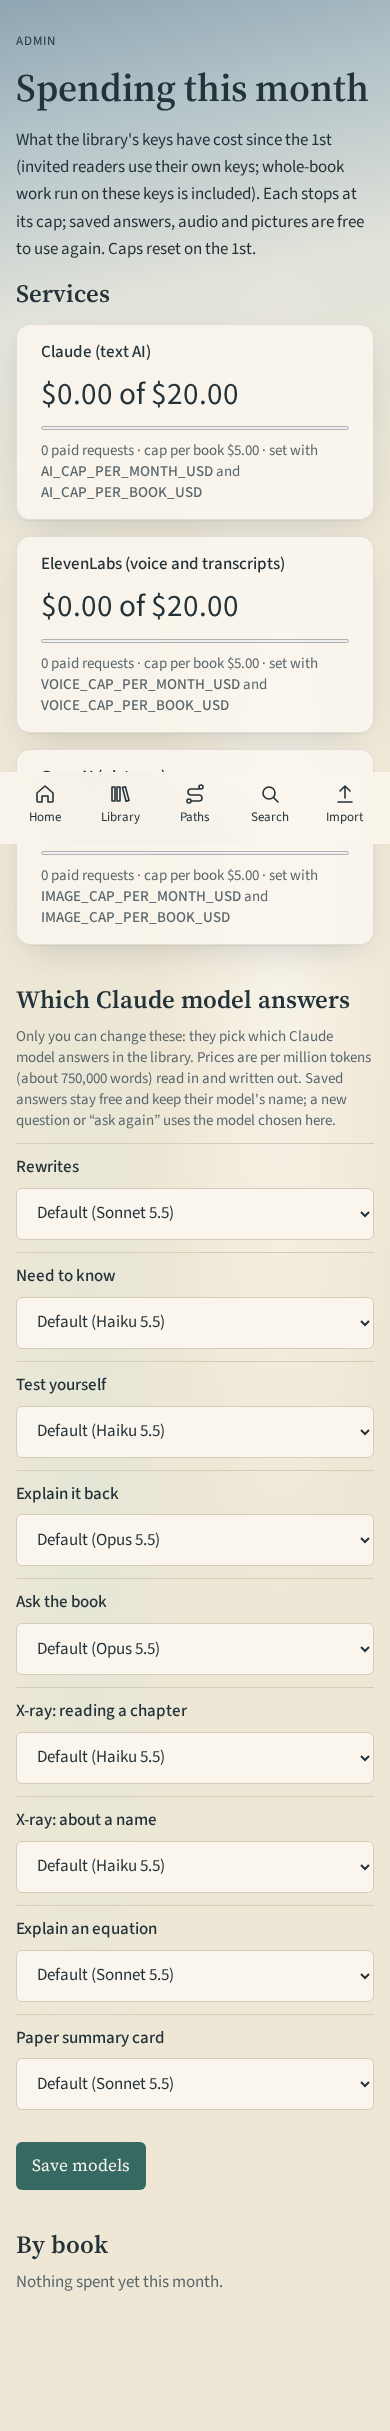 ADMIN
Spending this month
What the library's keys have cost since the 1st
(invited readers use their own keys; whole-book
work run on these keys is included). Each stops at
its cap; saved answers, audio and pictures are free
to use again. Caps reset on the 1st.
Services
Claude (text AI)
$0.00 of $20.00
0 paid requests · cap per book $5.00 · set with
AI_CAP_PER_MONTH_USD and
AI_CAP_PER_BOOK_USD
ElevenLabs (voice and transcripts)
$0.00 of $20.00
0 paid requests · cap per book $5.00 · set with
VOICE_CAP_PER_MONTH_USD and
VOICE_CAP_PER_BOOK_USD
Home
Library
Paths
Search
Import
0 paid requests · cap per book $5.00 · set with
IMAGE_CAP_PER_MONTH_USD and
IMAGE_CAP_PER_BOOK_USD
Which Claude model answers
Only you can change these: they pick which Claude
model answers in the library. Prices are per million tokens
(about 750,000 words) read in and written out. Saved
answers stay free and keep their model's name; a new
question or “ask again” uses the model chosen here.
Rewrites
Default (Sonnet 5.5)
Need to know
Default (Haiku 5.5)
Test yourself
Default (Haiku 5.5)
Explain it back
Default (Opus 5.5)
Ask the book
Default (Opus 5.5)
X-ray: reading a chapter
Default (Haiku 5.5)
X-ray: about a name
Default (Haiku 5.5)
Explain an equation
Default (Sonnet 5.5)
Paper summary card
Default (Sonnet 5.5)
Save models
By book
Nothing spent yet this month.